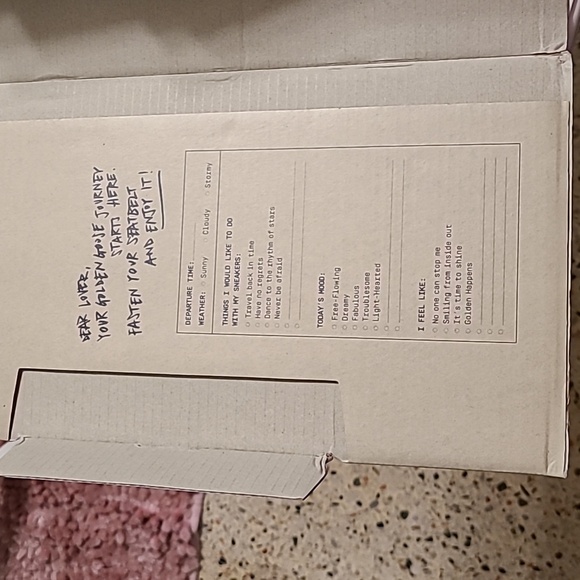 DEAR LOVER,
YOUR GOLDEN GOOSE JOURNEY
STARTS HERE.
FASTEN YOUR SEATBELT
AND ENJOY IT!
DEPARTURE TIME:
WEATHER: Sunny Cloudy Stormy
THINGS I WOULD LIKE TO DO
WITH MY SNEAKERS:
Travel back in time
Have no regrets
Dance to the rhythm of stars
Never be afraid
TODAY'S MOOD:
Free-Flowing
Dreamy
Fabulous
Troublesome
Light-Hearted
I FEEL LIKE:
No one can stop me
Smiling from inside out
It's time to shine
Golden Happens